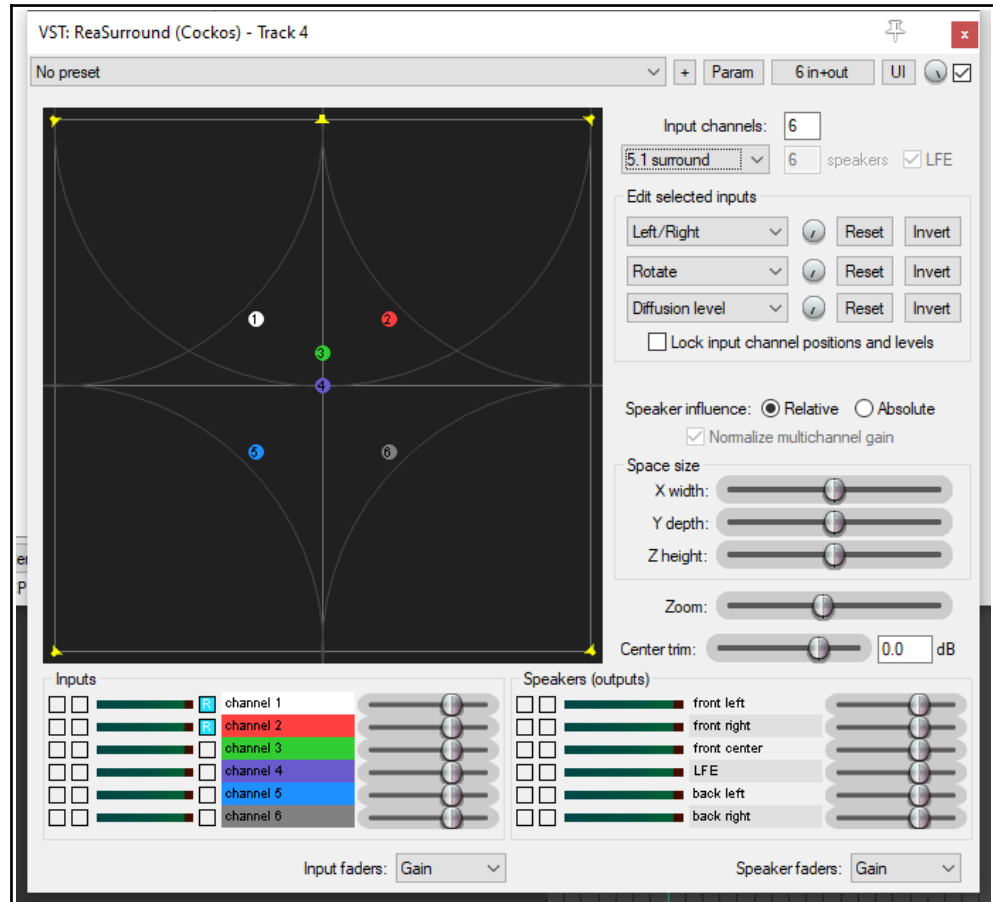 VST: ReaSurround (Cockos) - Track 4
x
No preset
+ Param 6 in+out UI
Input channels: 6
5.1 surround 6 speakers LFE
Edit selected inputs
Left/Right Reset Invert
Rotate Reset Invert
Diffusion level Reset Invert
Lock input channel positions and levels
1 2
3
4
5 6
Speaker influence: Relative Absolute
Normalize multichannel gain
Space size
X width:
Y depth:
Z height:
Zoom:
Center trim: 0.0 dB
Inputs
R channel 1
R channel 2
channel 3
channel 4
channel 5
channel 6
Input faders: Gain
Speakers (outputs)
front left
front right
front center
LFE
back left
back right
Speaker faders: Gain